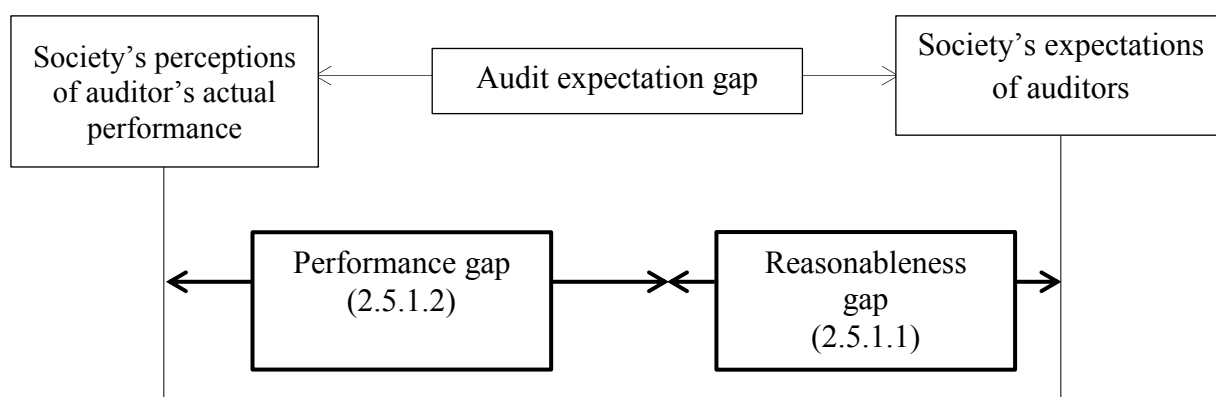 Society’s perceptions
of auditor’s actual
performance
Audit expectation gap
Society’s expectations
of auditors
Performance gap
(2.5.1.2)
Reasonableness
gap
(2.5.1.1)